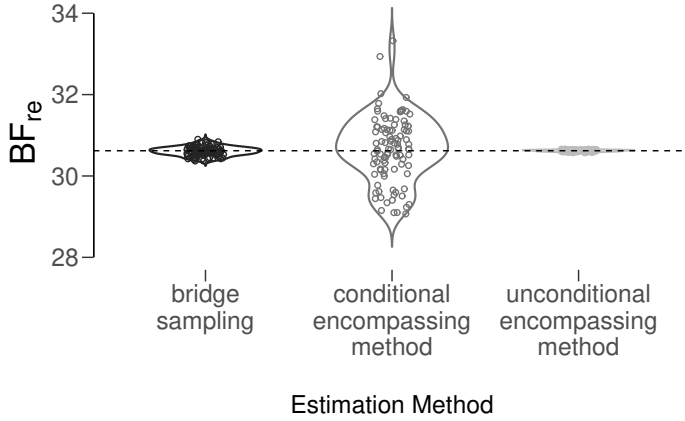 34
32
30
28
BFre
bridge
sampling
conditional
encompassing
method
unconditional
encompassing
method
Estimation Method